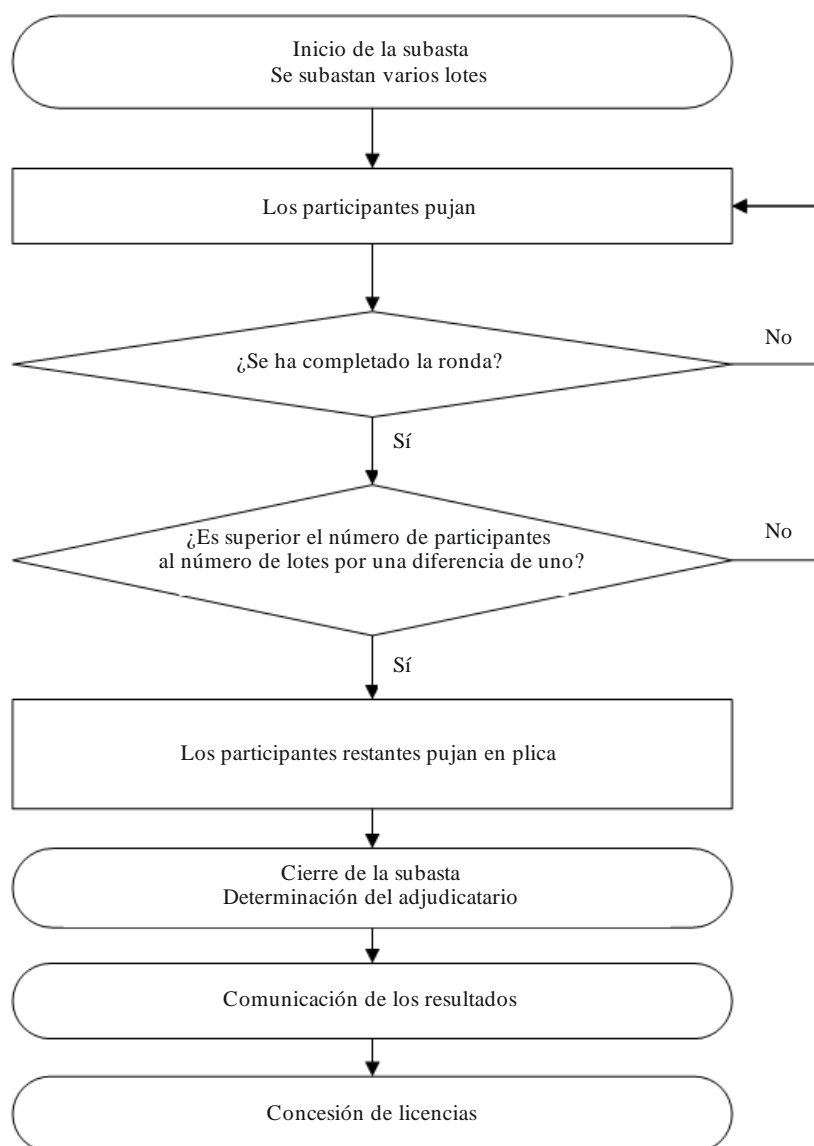 Inicio de la subasta
Se subastan varios lotes
Los participantes pujan
¿Se ha completado la ronda?
No
Sí
¿Es superior el número de participantes
al número de lotes por una diferencia de uno?
No
Sí
Los participantes restantes pujan en plica
Cierre de la subasta
Determinación del adjudicatario
Comunicación de los resultados
Concesión de licencias